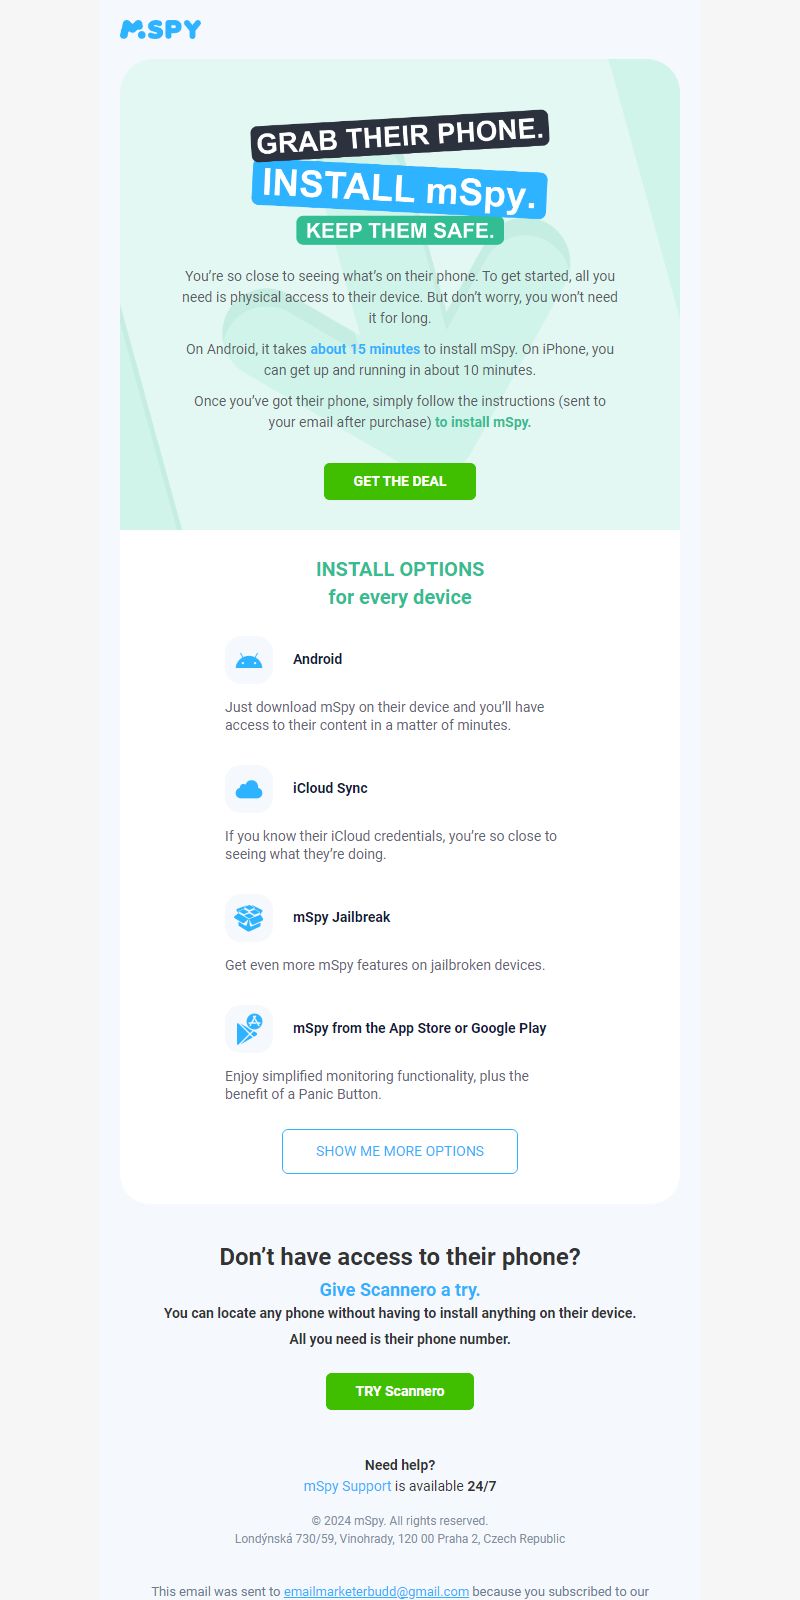 mSPY
GRAB THEIR PHONE.
INSTALL mSpy.
KEEP THEM SAFE.
You’re so close to seeing what’s on their phone. To get started, all you
need is physical access to their device. But don’t worry, you won’t need
it for long.
On Android, it takes about 15 minutes to install mSpy. On iPhone, you
can get up and running in about 10 minutes.
Once you’ve got their phone, simply follow the instructions (sent to
your email after purchase) to install mSpy.
GET THE DEAL
INSTALL OPTIONS
for every device
Android
Just download mSpy on their device and you’ll have
access to their content in a matter of minutes.
iCloud Sync
If you know their iCloud credentials, you’re so close to
seeing what they’re doing.
mSpy Jailbreak
Get even more mSpy features on jailbroken devices.
mSpy from the App Store or Google Play
Enjoy simplified monitoring functionality, plus the
benefit of a Panic Button.
SHOW ME MORE OPTIONS
Don’t have access to their phone?
Give Scannero a try.
You can locate any phone without having to install anything on their device.
All you need is their phone number.
TRY Scannero
Need help?
mSpy Support is available 24/7
© 2024 mSpy. All rights reserved.
Londýnská 730/59, Vinohrady, 120 00 Praha 2, Czech Republic
This email was sent to emailmarketerbudd@gmail.com because you subscribed to our